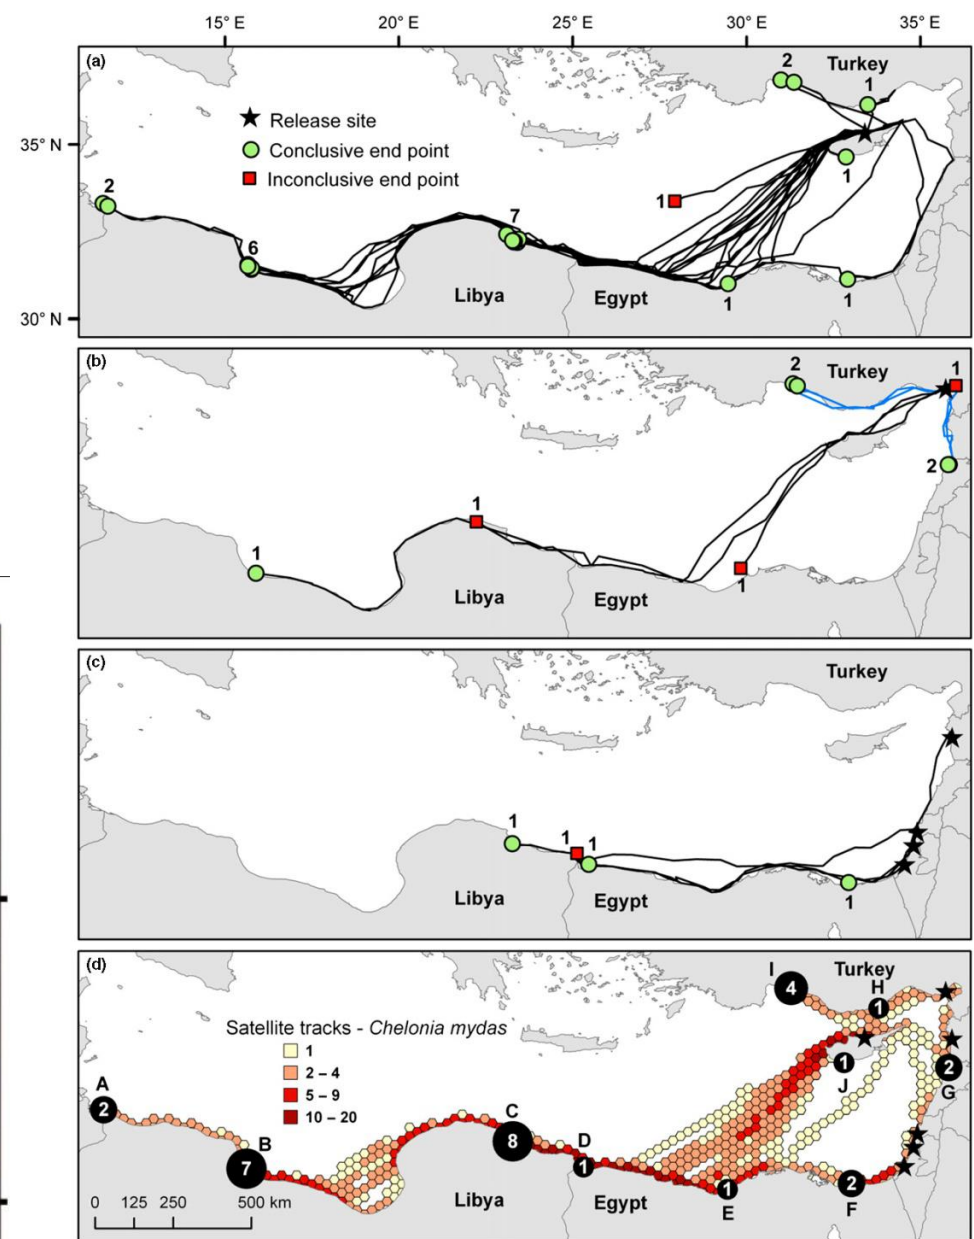 15° E 20° E 25° E 30° E 35° E
(a)
2
Turkey
1
Release site
35° N
Conclusive end point
1
Inconclusive end point
1
2
7
6
Libya
Egypt
1
1
30° N
(b)
2
Turkey
1
2
1
1
1
Libya
Egypt
(c)
Turkey
1
1
1
Libya
Egypt
1
(d)
I
Turkey
4
H
1
Satellite tracks - Chelonia mydas
1
2 – 4
5 – 9
10 – 20
1
J
2
G
A
2
B
7
C
8
D
1
1
E
2
F
Libya
Egypt
0 125 250 500 km